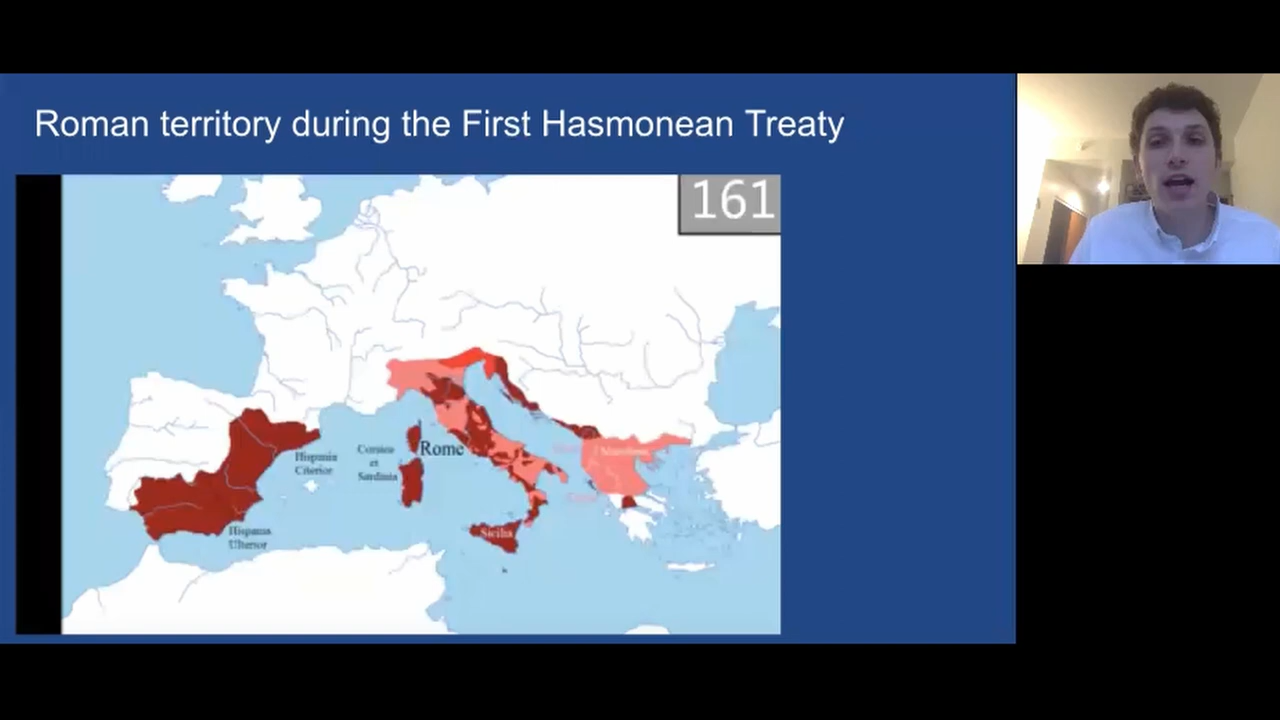 Roman territory during the First Hasmonean Treaty
161
Rome
Corsica
et
Sardinia
Hispania
Citerior
Hispania
Ulterior
Sicilia